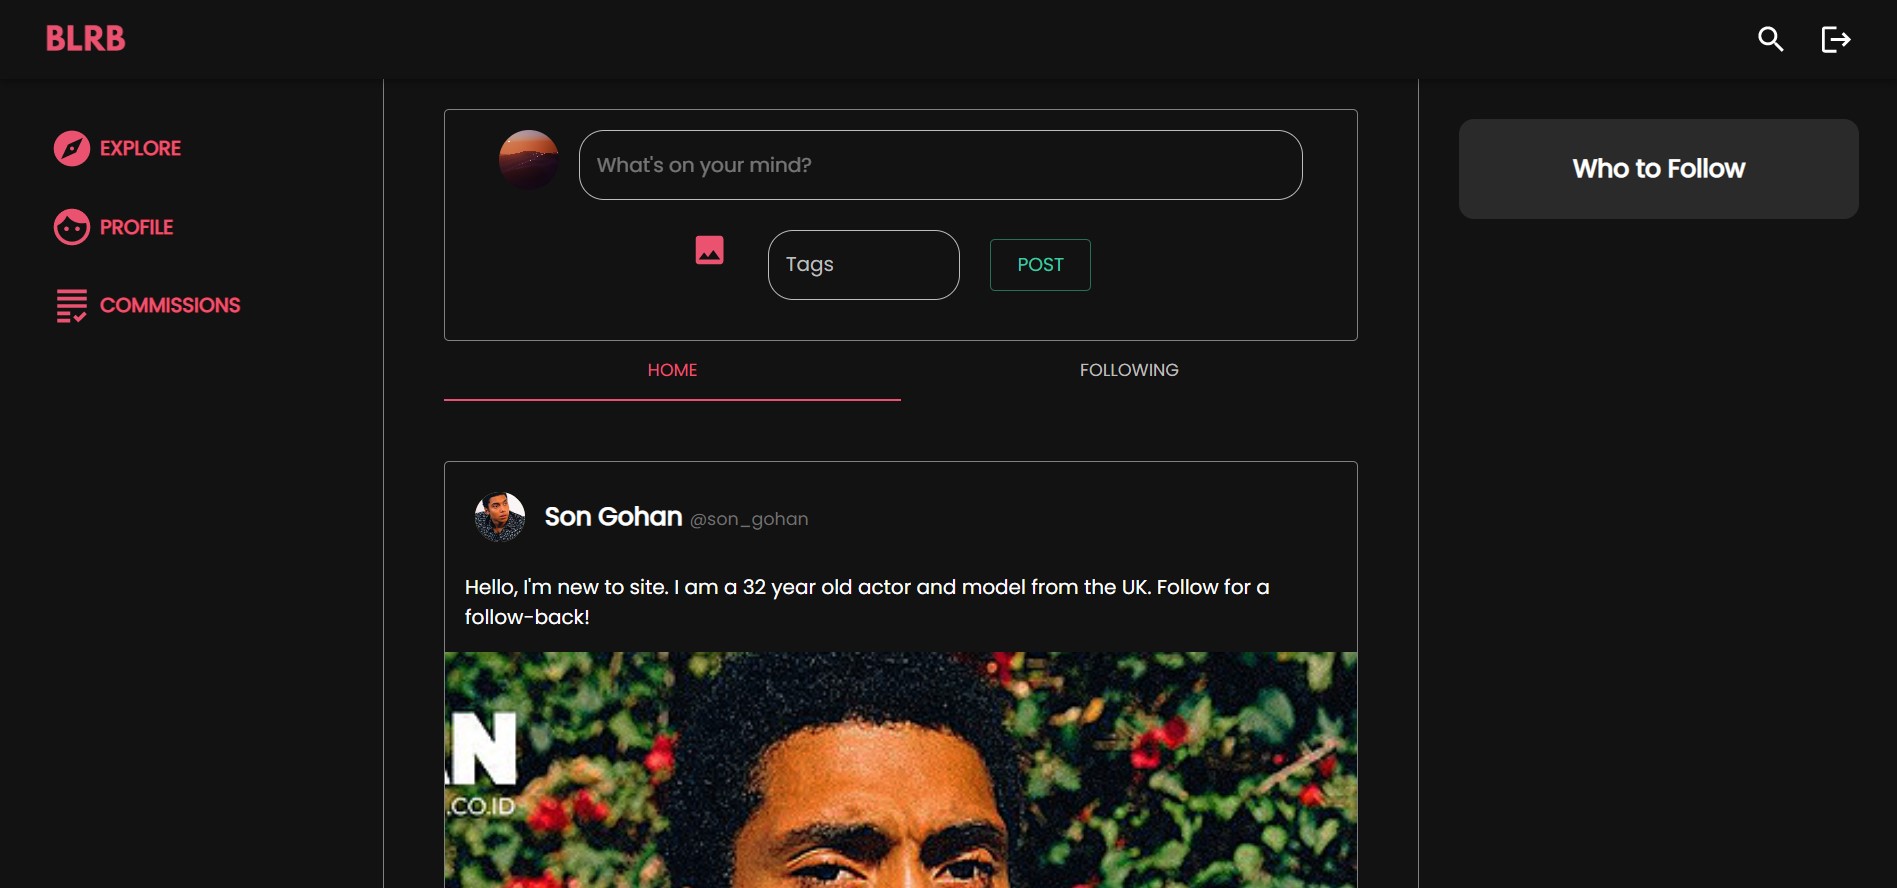 BLRB
EXPLORE
PROFILE
COMMISSIONS
What's on your mind?
Tags
POST
HOME
FOLLOWING
Son Gohan @son_gohan
Hello, I'm new to site. I am a 32 year old actor and model from the UK. Follow for a
follow-back!
N
.CO.ID
Who to Follow